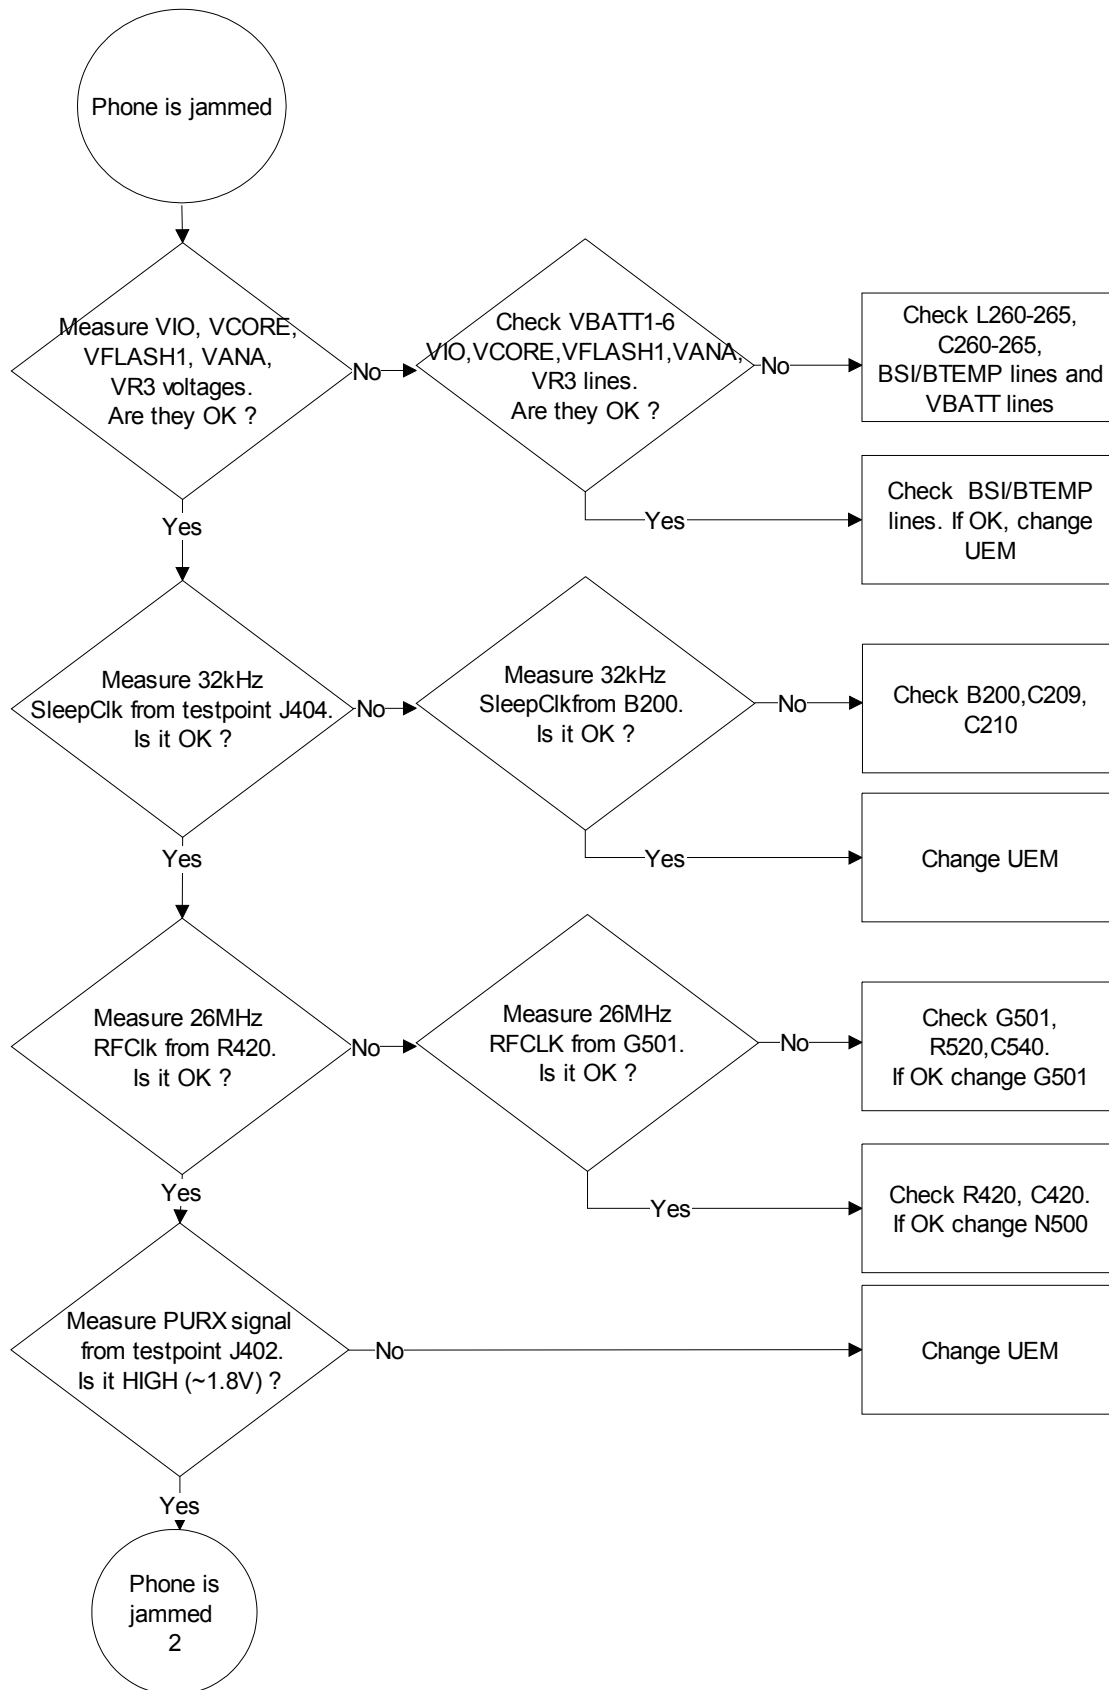 Phone is jammed
Measure VIO, VCORE,
VFLASH1, VANA,
VR3 voltages.
Are they OK ?
No
Check VBATT1-6
VIO,VCORE,VFLASH1,VANA,
VR3 lines.
Are they OK ?
No
Check L260-265,
C260-265,
BSI/BTEMP lines and
VBATT lines
Yes
Check BSI/BTEMP
lines. If OK, change
UEM
Yes
Measure 32kHz
SleepClk from testpoint J404.
Is it OK ?
No
Measure 32kHz
SleepClkfrom B200.
Is it OK ?
No
Check B200,C209,
C210
Yes
Change UEM
Yes
Measure 26MHz
RFClk from R420.
Is it OK ?
No
Measure 26MHz
RFCLK from G501.
Is it OK ?
No
Check G501,
R520,C540.
If OK change G501
Yes
Check R420, C420.
If OK change N500
Yes
Measure PURX signal
from testpoint J402.
Is it HIGH (~1.8V) ?
No
Change UEM
Yes
Phone is
jammed
2